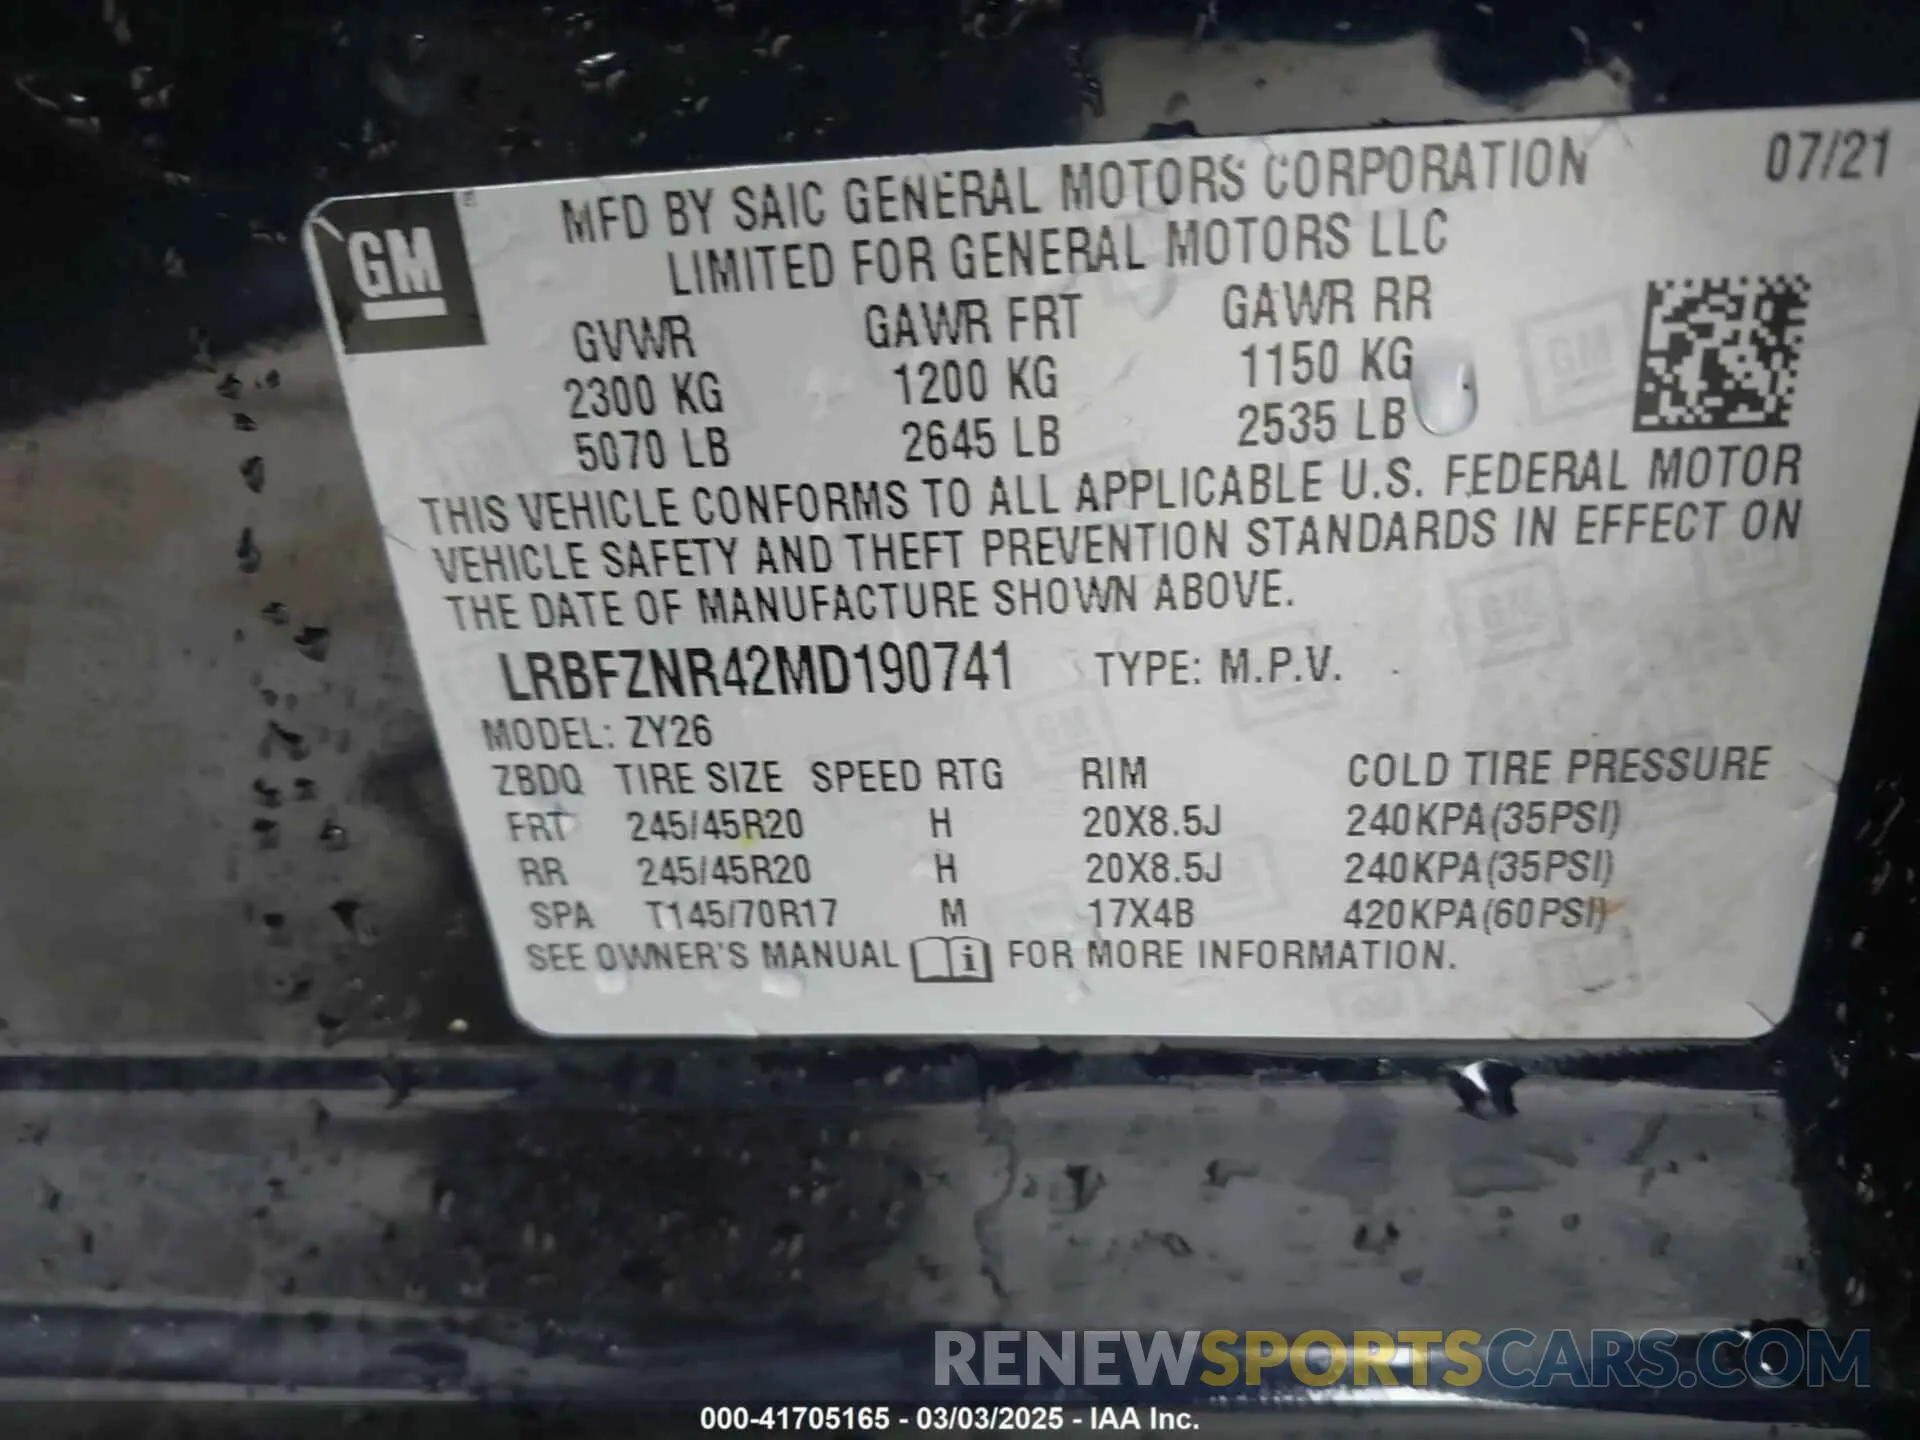 GM
MFD BY SAIC GENERAL MOTORS CORPORATION 07/21
LIMITED FOR GENERAL MOTORS LLC
GVWR GAWR FRT GAWR RR
2300 KG 1200 KG 1150 KG
5070 LB 2645 LB 2535 LB
THIS VEHICLE CONFORMS TO ALL APPLICABLE U.S. FEDERAL MOTOR
VEHICLE SAFETY AND THEFT PREVENTION STANDARDS IN EFFECT ON
THE DATE OF MANUFACTURE SHOWN ABOVE.
LRBFZNR42MD190741 TYPE: M.P.V.
MODEL: ZY26
ZBDQ TIRE SIZE SPEED RTG RIM COLD TIRE PRESSURE
FRT 245/45R20 H 20X8.5J 240KPA(35PSI)
RR 245/45R20 H 20X8.5J 240KPA(35PSI)
SPA T145/70R17 M 17X4B 420KPA(60PSI)
SEE OWNER'S MANUAL i FOR MORE INFORMATION.
RENEWSPORTSCARS.COM
000-41705165 - 03/03/2025 - IAA Inc.